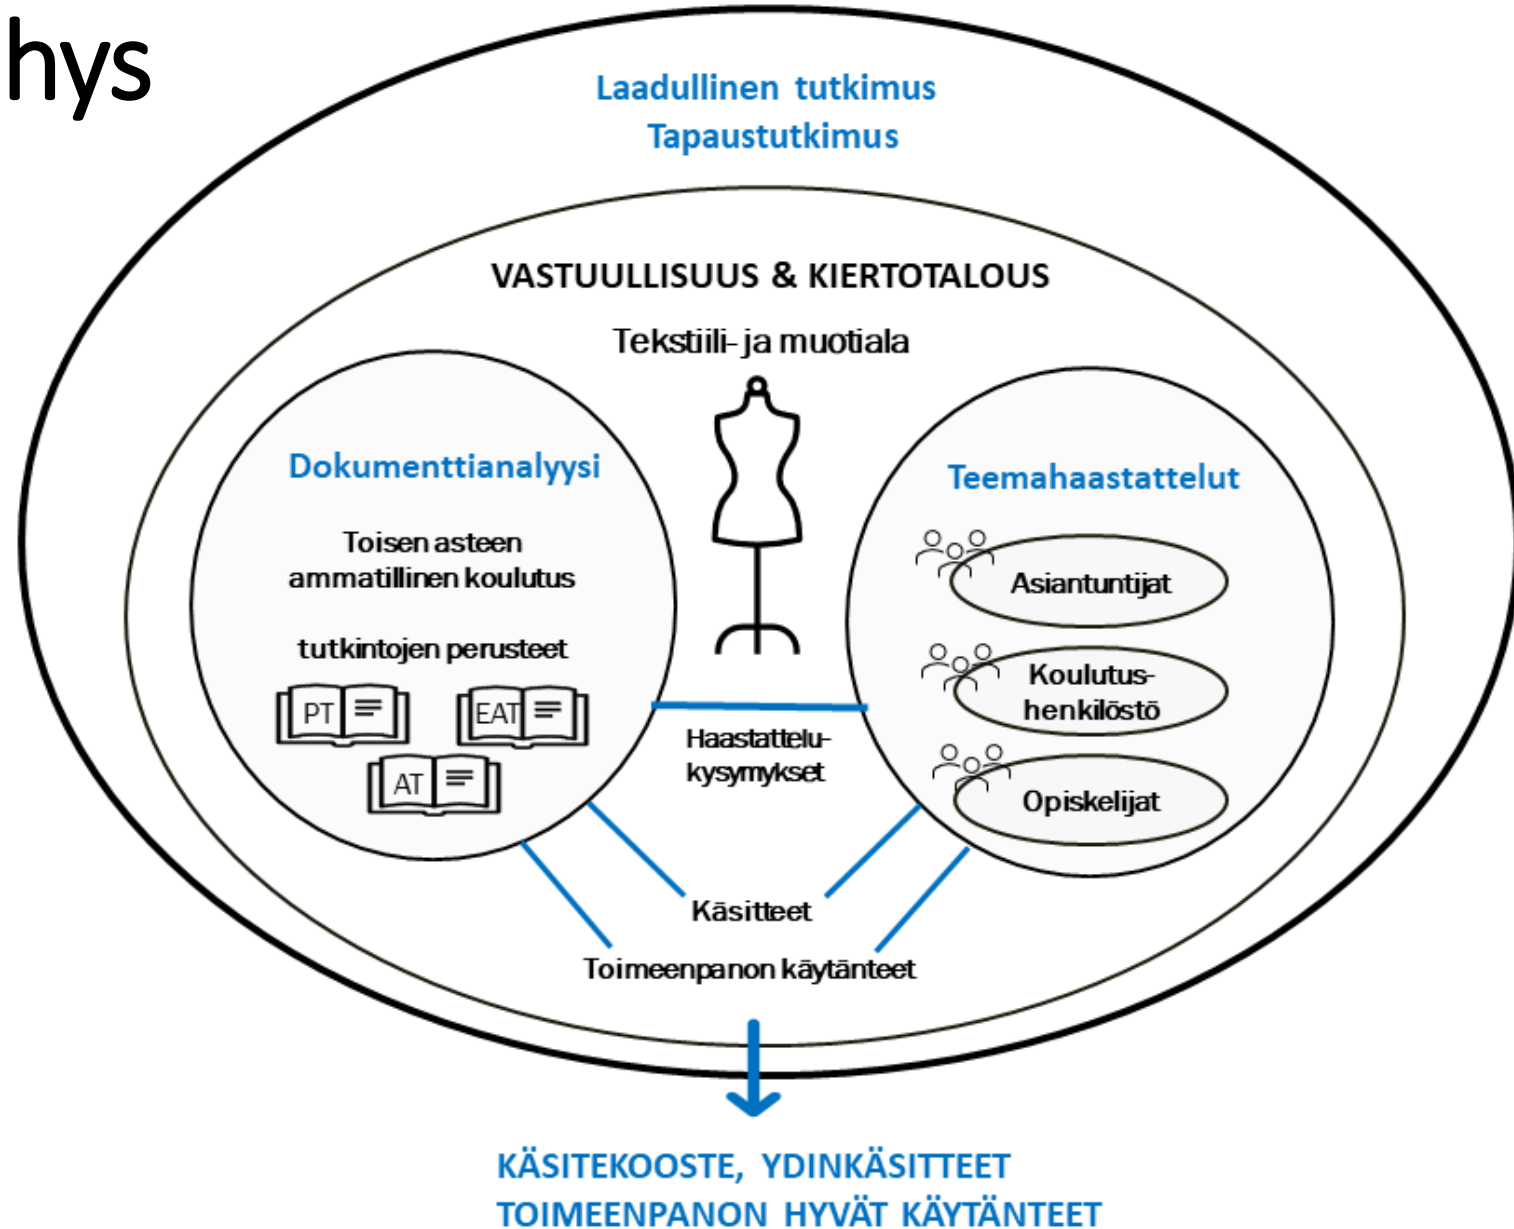 hys
Laadullinen tutkimus
Tapaustutkimus
VASTUULLISUUS & KIERTOTALOUS
Tekstiili- ja muotiala
Dokumenttianalyysi
Toisen asteen
ammatillinen koulutus
tutkintojen perusteet
PT
EAT
AT
Teemahaastattelut
Asiantuntijat
Koulutus-
henkilöstö
Opiskelijat
Haastattelu-
kysymykset
Käsitteet
Toimeenpanon käytänteet
KÄSITEKOOSTE, YDINKÄSITTEET
TOIMEENPANON HYVÄT KÄYTÄNTEET